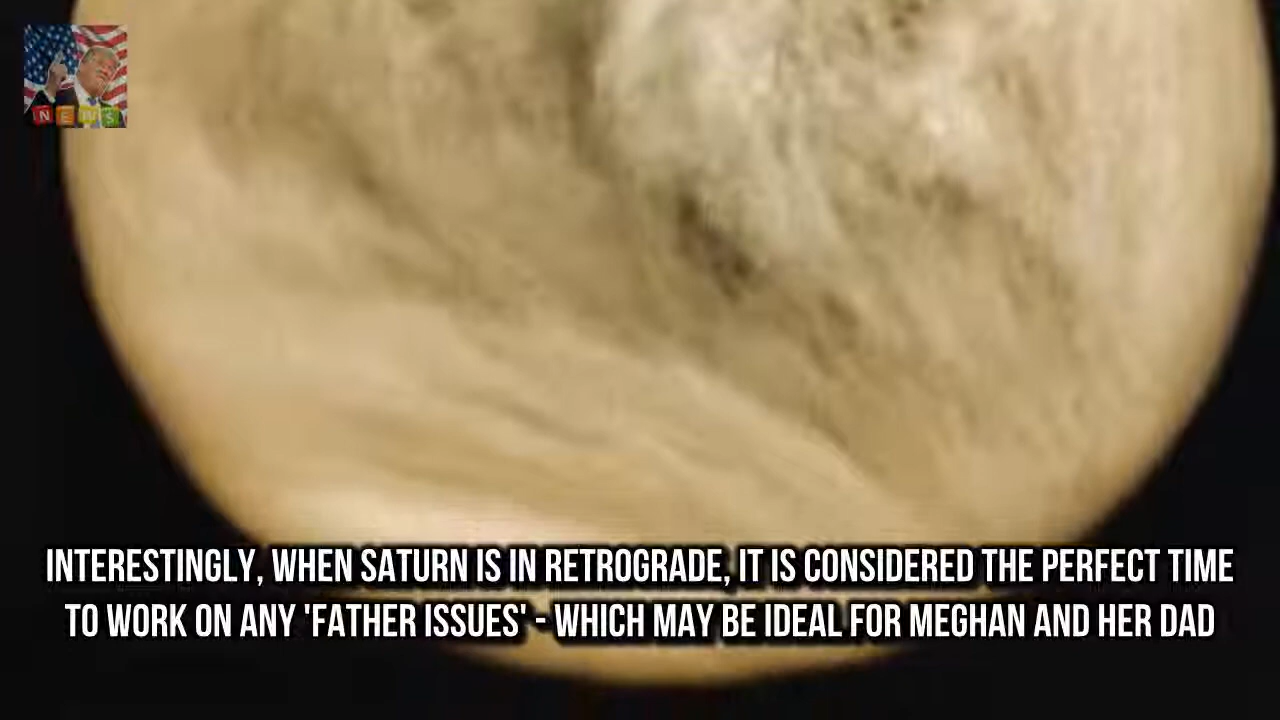 NEWS
INTERESTINGLY, WHEN SATURN IS IN RETROGRADE, IT IS CONSIDERED THE PERFECT TIME
TO WORK ON ANY 'FATHER ISSUES' - WHICH MAY BE IDEAL FOR MEGHAN AND HER DAD